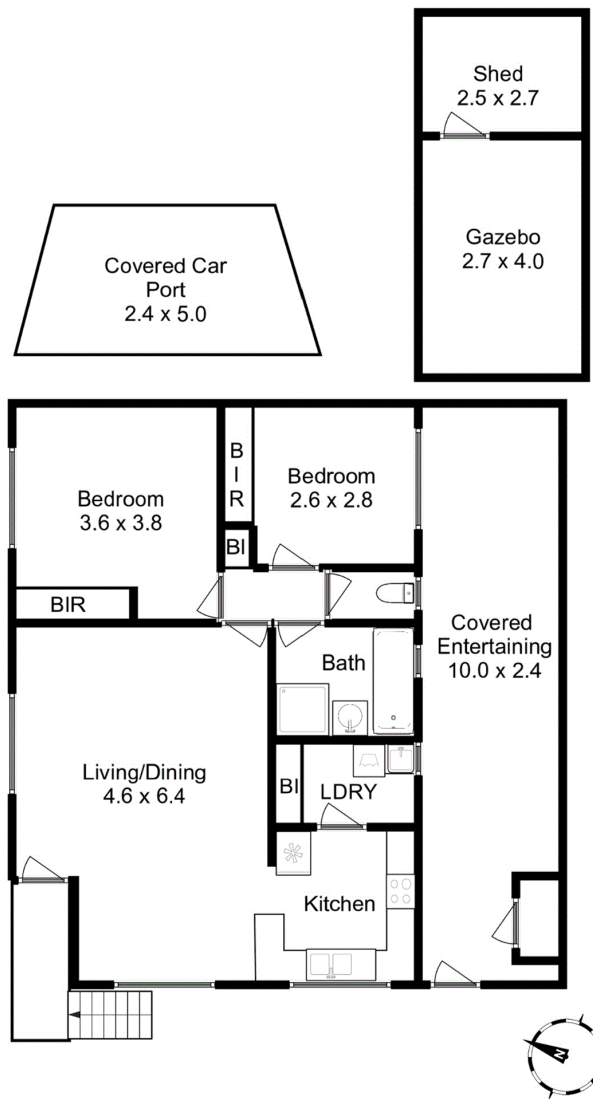 Shed
2.5 x 2.7
Gazebo
2.7 x 4.0
Covered Car
Port
2.4 x 5.0
Bedroom
3.6 x 3.8
BIR
BIR
BI
Bedroom
2.6 x 2.8
Covered
Entertaining
10.0 x 2.4
Bath
Living/Dining
4.6 x 6.4
BI
LDRY
Kitchen
N